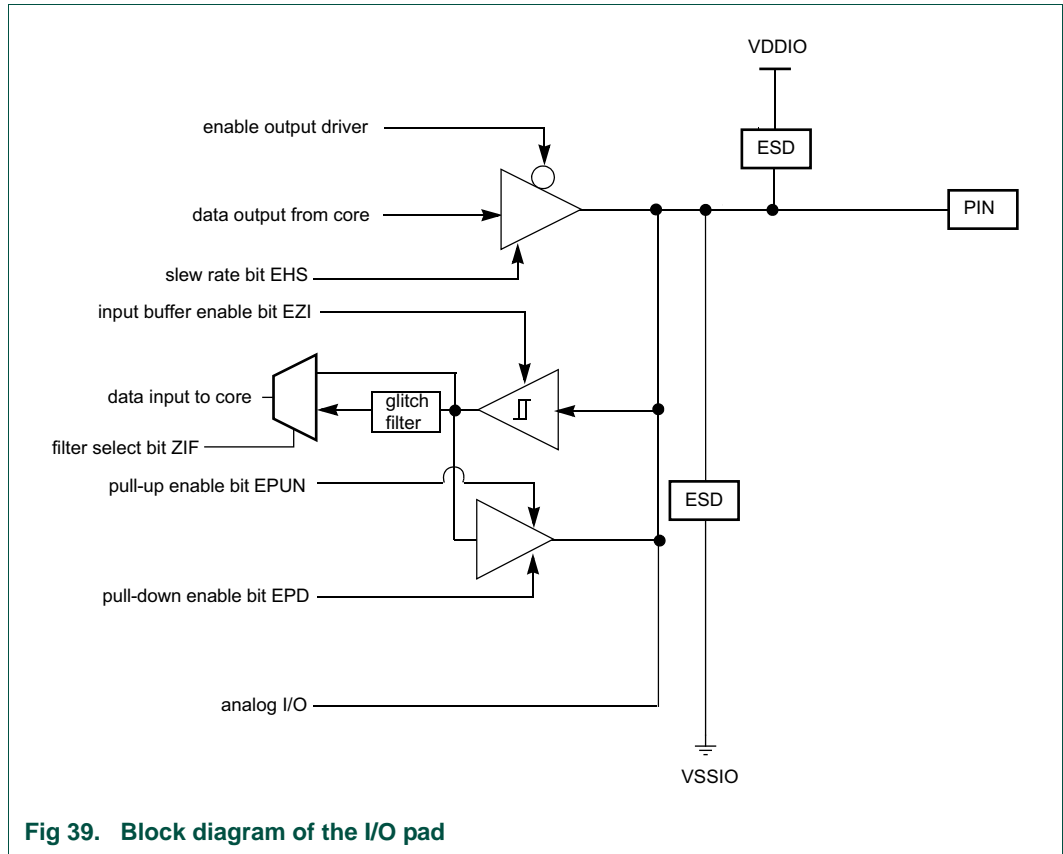 VDDIO
enable output driver
ESD
data output from core
PIN
slew rate bit EHS
input buffer enable bit EZI
data input to core
glitch
filter
filter select bit ZIF
pull-up enable bit EPUN
ESD
pull-down enable bit EPD
analog I/O
VSSIO
Fig 39. Block diagram of the I/O pad